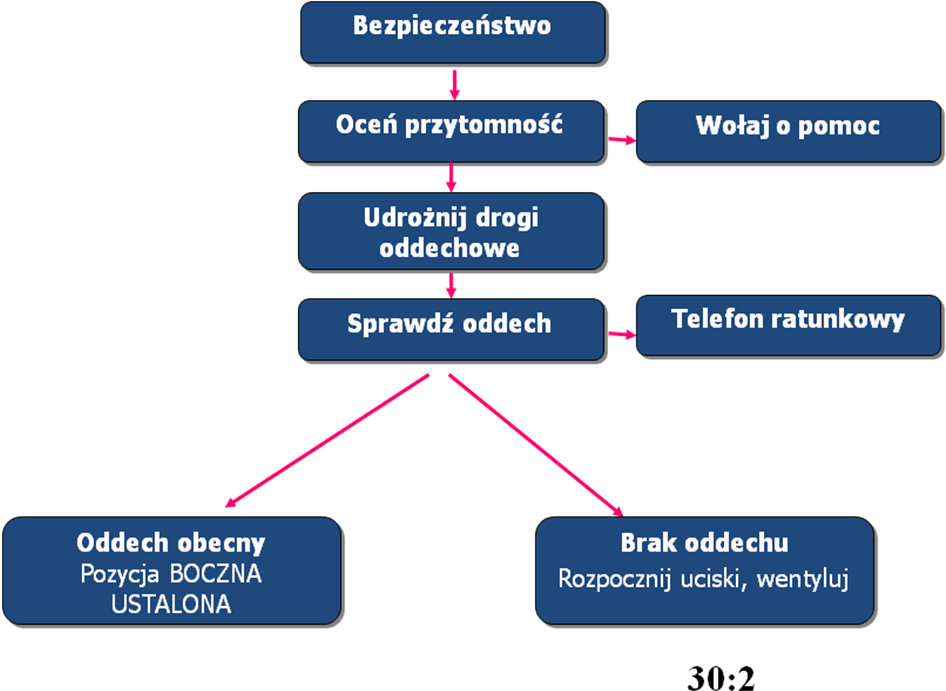 Bezpieczeństwo
Oceń przytomność
Wołaj o pomoc
Udrożnij drogi
oddechowe
Sprawdź oddech
Telefon ratunkowy
Oddech obecny
Pozycja BOCZNA
USTALONA
Brak oddechu
Rozpocznij uciski, wentyluj
30:2